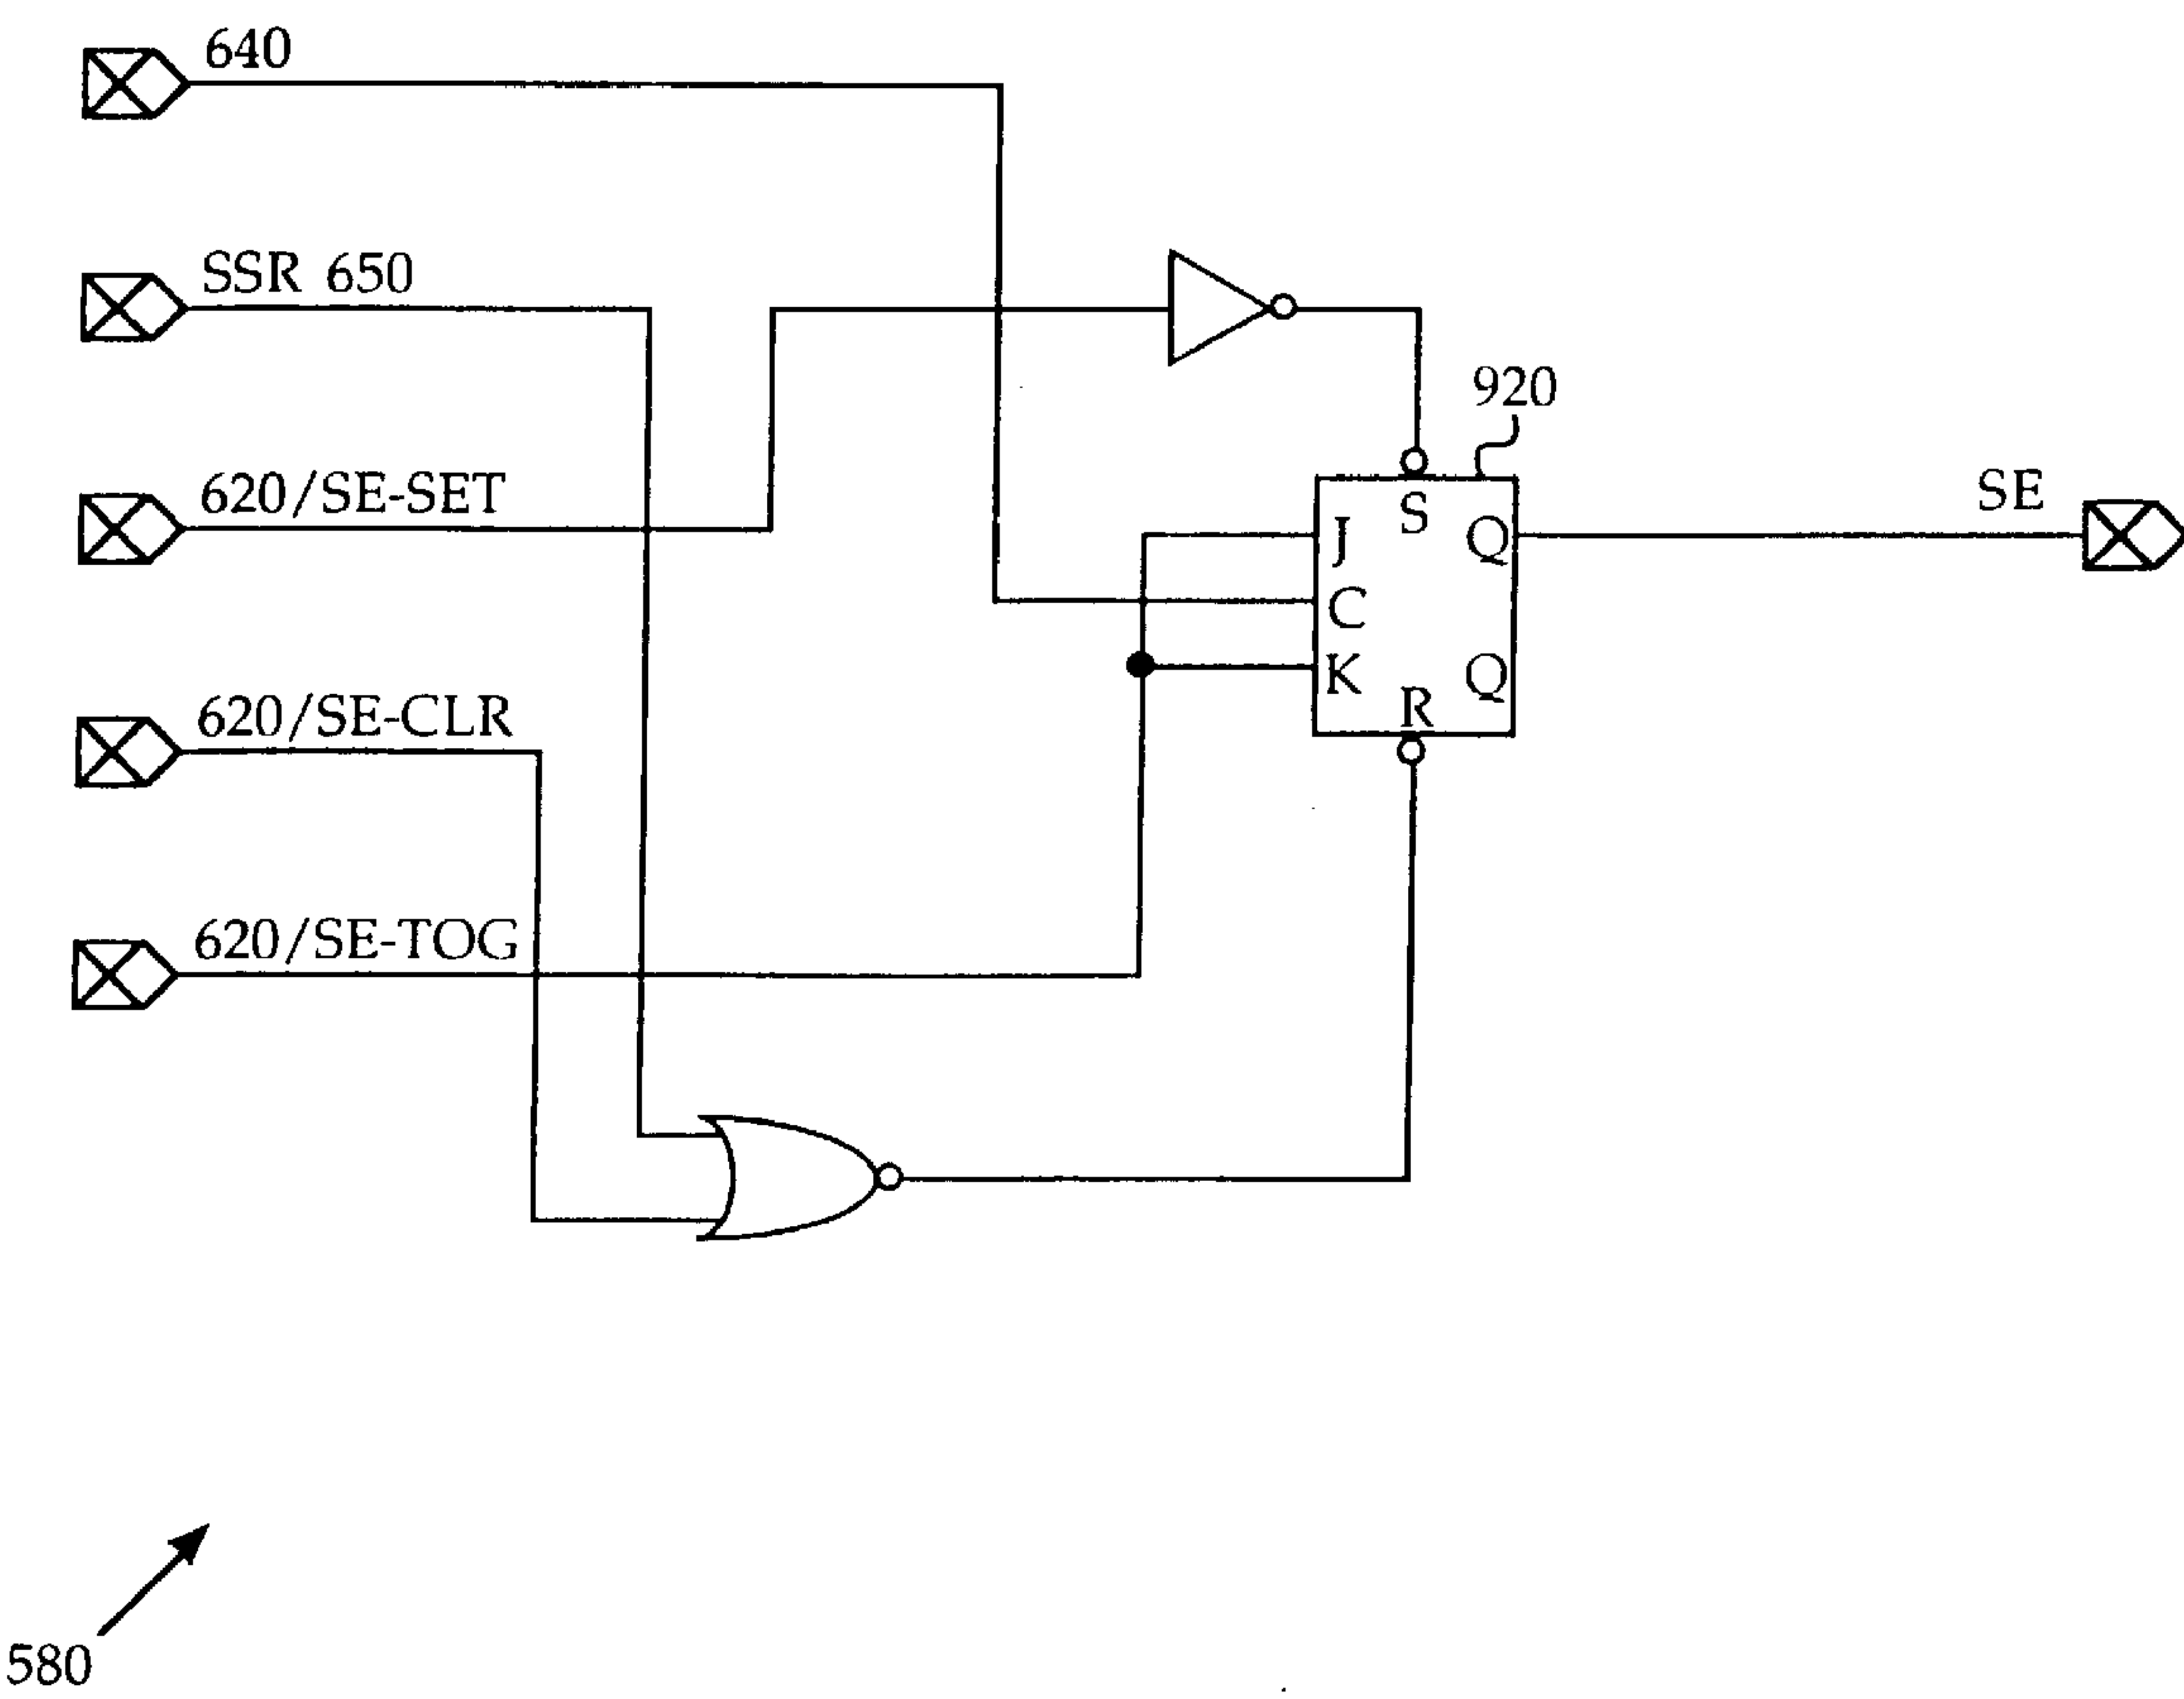 640
SSR 650
920
620/SE-SET
SE
S
J
Q
C
620/SE-CLR
K
Q
R
620/SE-TOG
580